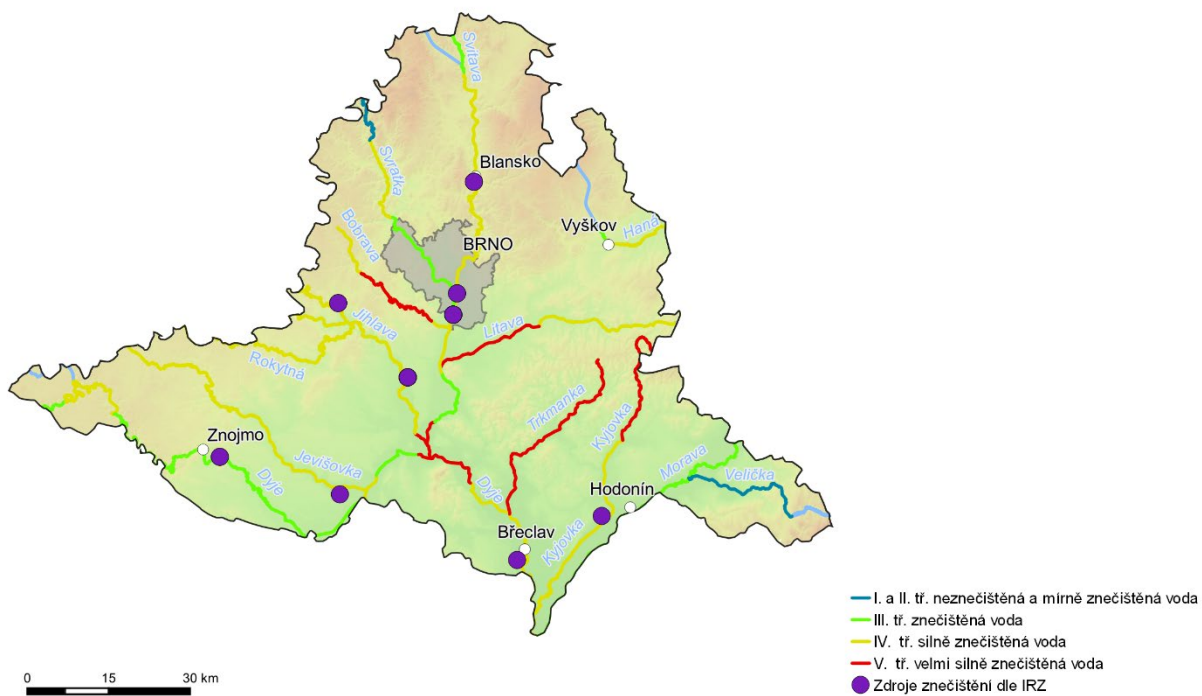 Svitava
Svratka
Blansko
Bobrava
Vyškov
Haná
BRNO
Jihlava
Litava
Rokytná
Trkmanka
Kyjovka
Znojmo
Jevišovka
Dyje
Dyje
Morava
Velička
Hodonín
Břeclav
Kyjovka
I. a II. tř. neznečištěná a mírně znečištěná voda
III. tř. znečištěná voda
IV. tř. silně znečištěná voda
V. tř. velmi silně znečištěná voda
Zdroje znečištění dle IRZ
0 15 30 km